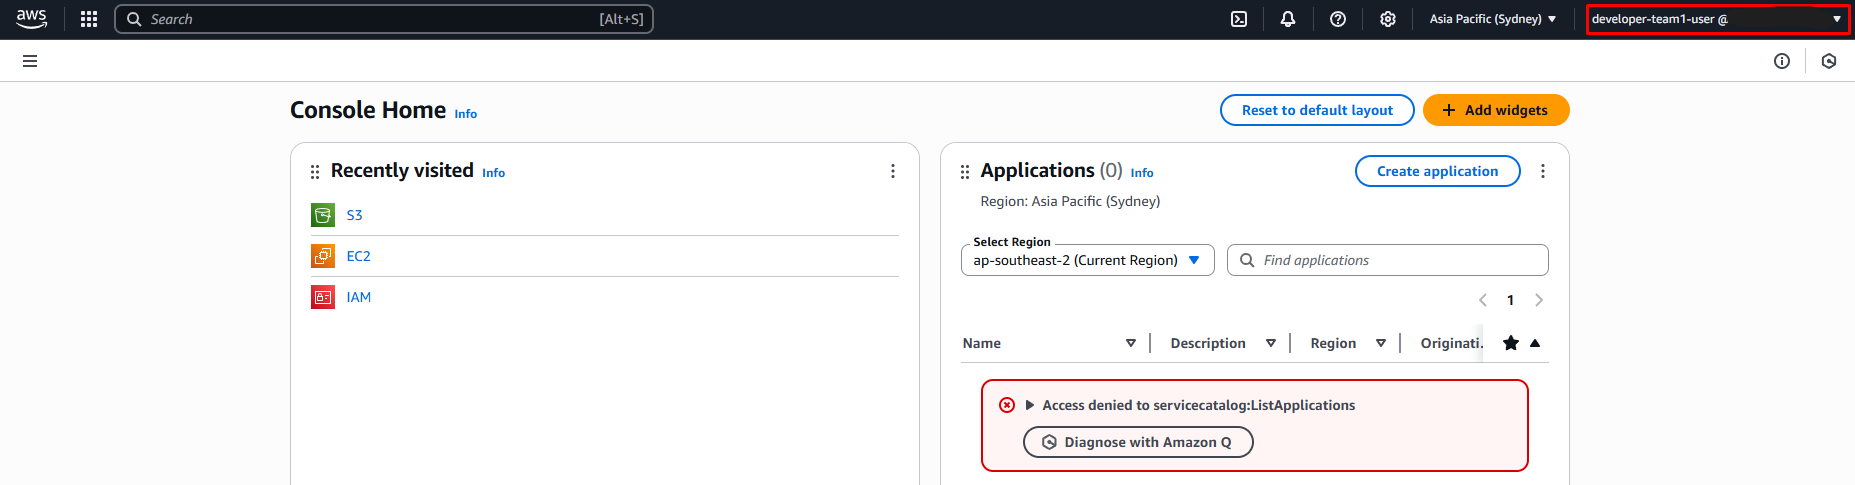 aws
Search
[Alt+S]
Asia Pacific (Sydney)
developer-team1-user @
Console Home Info
Reset to default layout
Add widgets
Recently visited Info
S3
EC2
IAM
Applications (0) Info
Create application
Region: Asia Pacific (Sydney)
Select Region
ap-southeast-2 (Current Region)
Find applications
1
Name
Description
Region
Originati.
Access denied to servicecatalog:ListApplications
Diagnose with Amazon Q